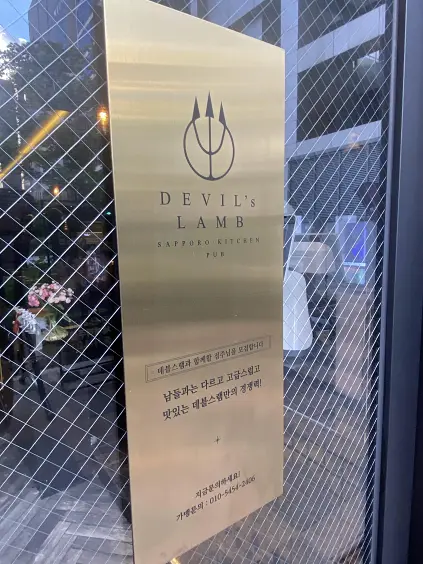 DEVIL's
LAMB
SAPPORO KITCHEN
PUB
데블스램과 함께할 점주님을 모집합니다
남들과는 다르고 고급스럽고
맛있는 데블스램만의 경쟁력!
지금문의하세요!
가맹문의 : 010-5454-2406